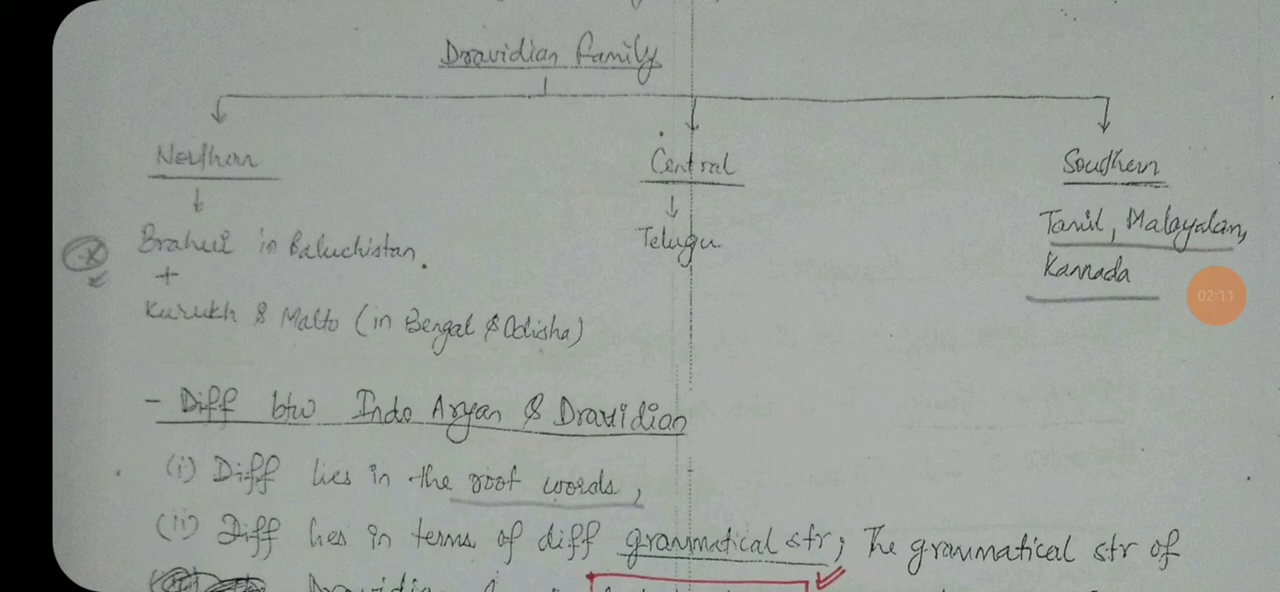 Dravidian Family
Northern Central Southern
Brahui in Baluchistan. Telugu Tamil, Malayalam,
+ Kannada
02:11
Kurukh & Malto (in Bengal & Odisha)
- Diff btw Indo Aryan & Dravidian
(i) Diff lies in the root words,
(ii) Diff lies in terms of diff grammatical str; The grammatical str of
Dravidian